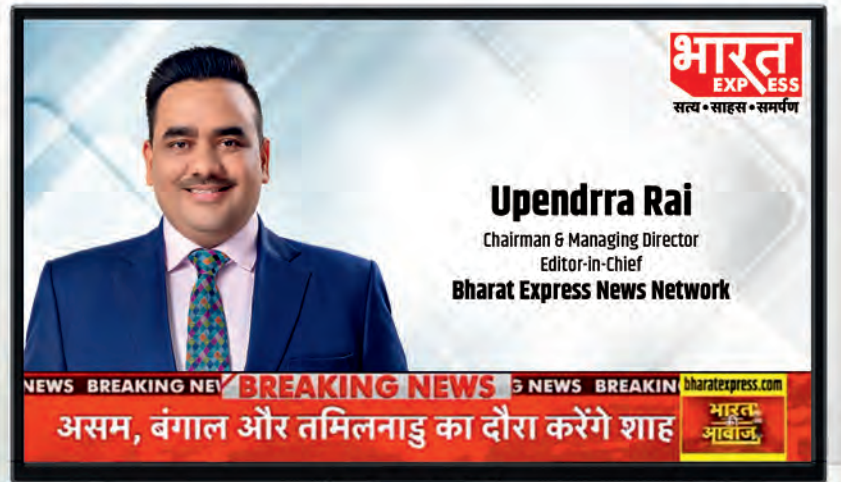 भारत
EXPRESS
सत्य•साहस•समर्पण
Upendrra Rai
Chairman & Managing Director
Editor-in-Chief
Bharat Express News Network
NEWS BREAKING NEW BREAKING NEWS G NEWS BREAKIN bharatexpress.com
असम, बंगाल और तमिलनाडु का दौरा करेंगे शाह
भारत
की
आवाज